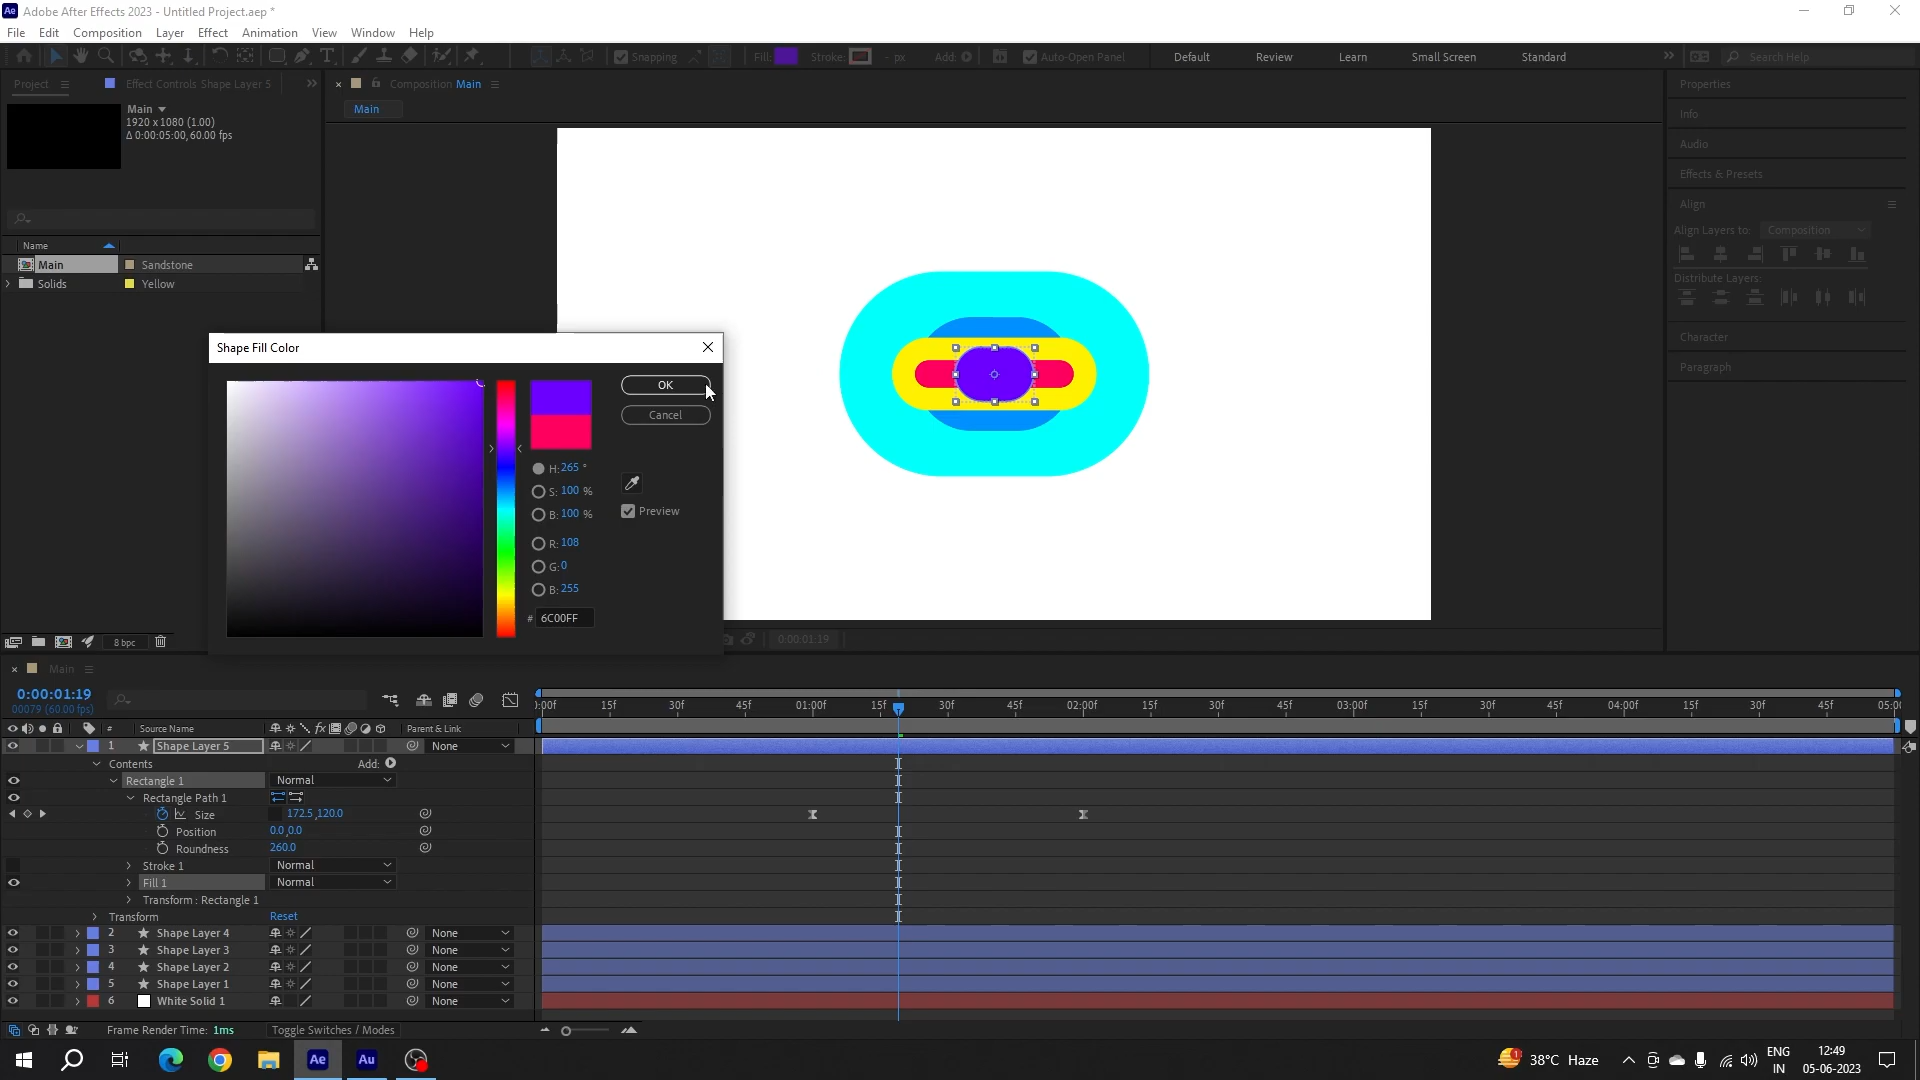 Ae Adobe After Effects 2023 - Untitled Project.aep *
File Edit Composition Layer Effect Animation View Window Help
Snapping Fill: Stroke: - px Add: Auto-Open Panel Default Review Learn Small Screen Standard Search Help
Project Effect Controls Shape Layer 5 Composition Main Properties
Main
1920 x 1080 (1.00)
Δ 0:00:05:00, 60.00 fps
Main
Info
Audio
Effects & Presets
Align
Align Layers to: Composition
Distribute Layers:
Character
Paragraph
Name
Main Sandstone
Solids Yellow
Shape Fill Color
OK
Cancel
H: 265 °
S: 100 %
B: 100 %
Preview
R: 108
G: 0
B: 255
# 6C00FF
8 bpc
0:00:01:19
Main
0:00:01:19
00079 (60.00 fps)
:00f 15f 30f 45f 01:00f 15f 30f 45f 02:00f 15f 30f 45f 03:00f 15f 30f 45f 04:00f 15f 30f 45f 05:00
# Source Name fx Parent & Link
1 Shape Layer 5 None
Contents Add:
Rectangle 1 Normal
Rectangle Path 1
Size 172.5,120.0
Position 0.0,0.0
Roundness 260.0
Stroke 1 Normal
Fill 1 Normal
Transform : Rectangle 1
Transform Reset
2 Shape Layer 4 None
3 Shape Layer 3 None
4 Shape Layer 2 None
5 Shape Layer 1 None
6 White Solid 1 None
Frame Render Time: 1ms Toggle Switches / Modes
Ae Au 1 38°C Haze ENG IN 12:49 05-06-2023